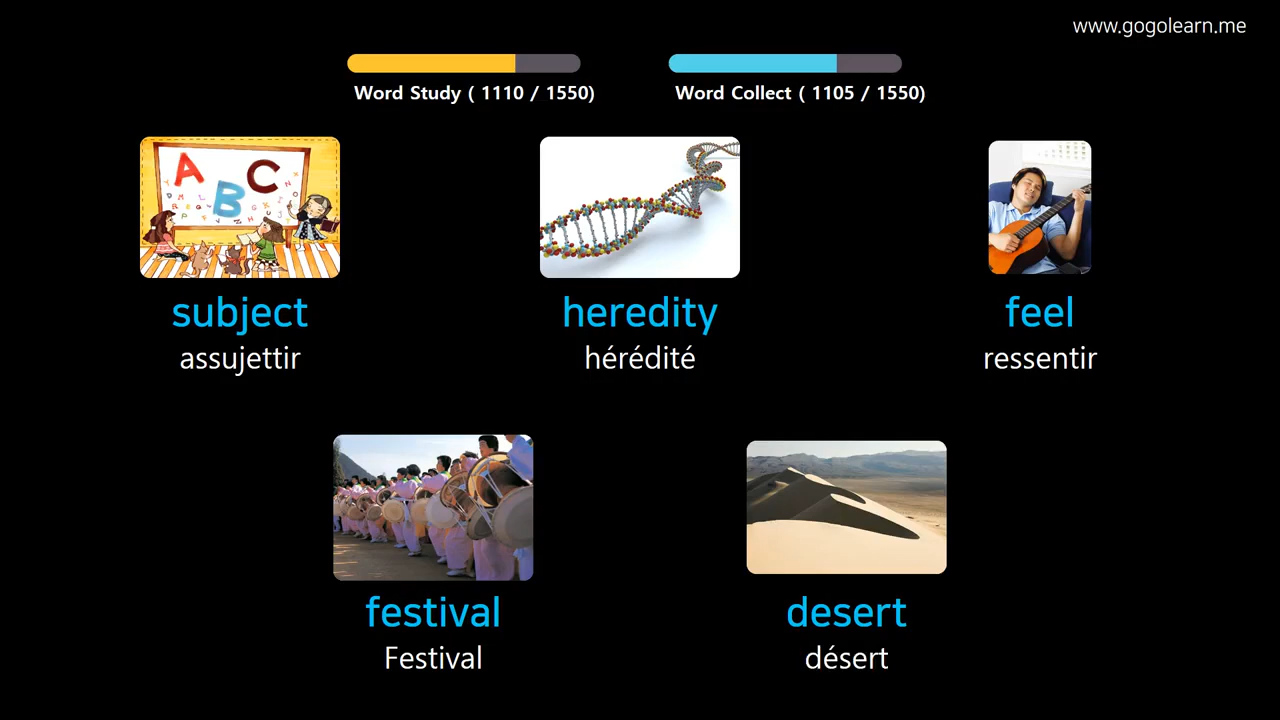 www.gogolearn.me
Word Study ( 1110 / 1550)
Word Collect ( 1105 / 1550)
A
B
C
subject
assujettir
heredity
hérédité
feel
ressentir
festival
Festival
desert
désert